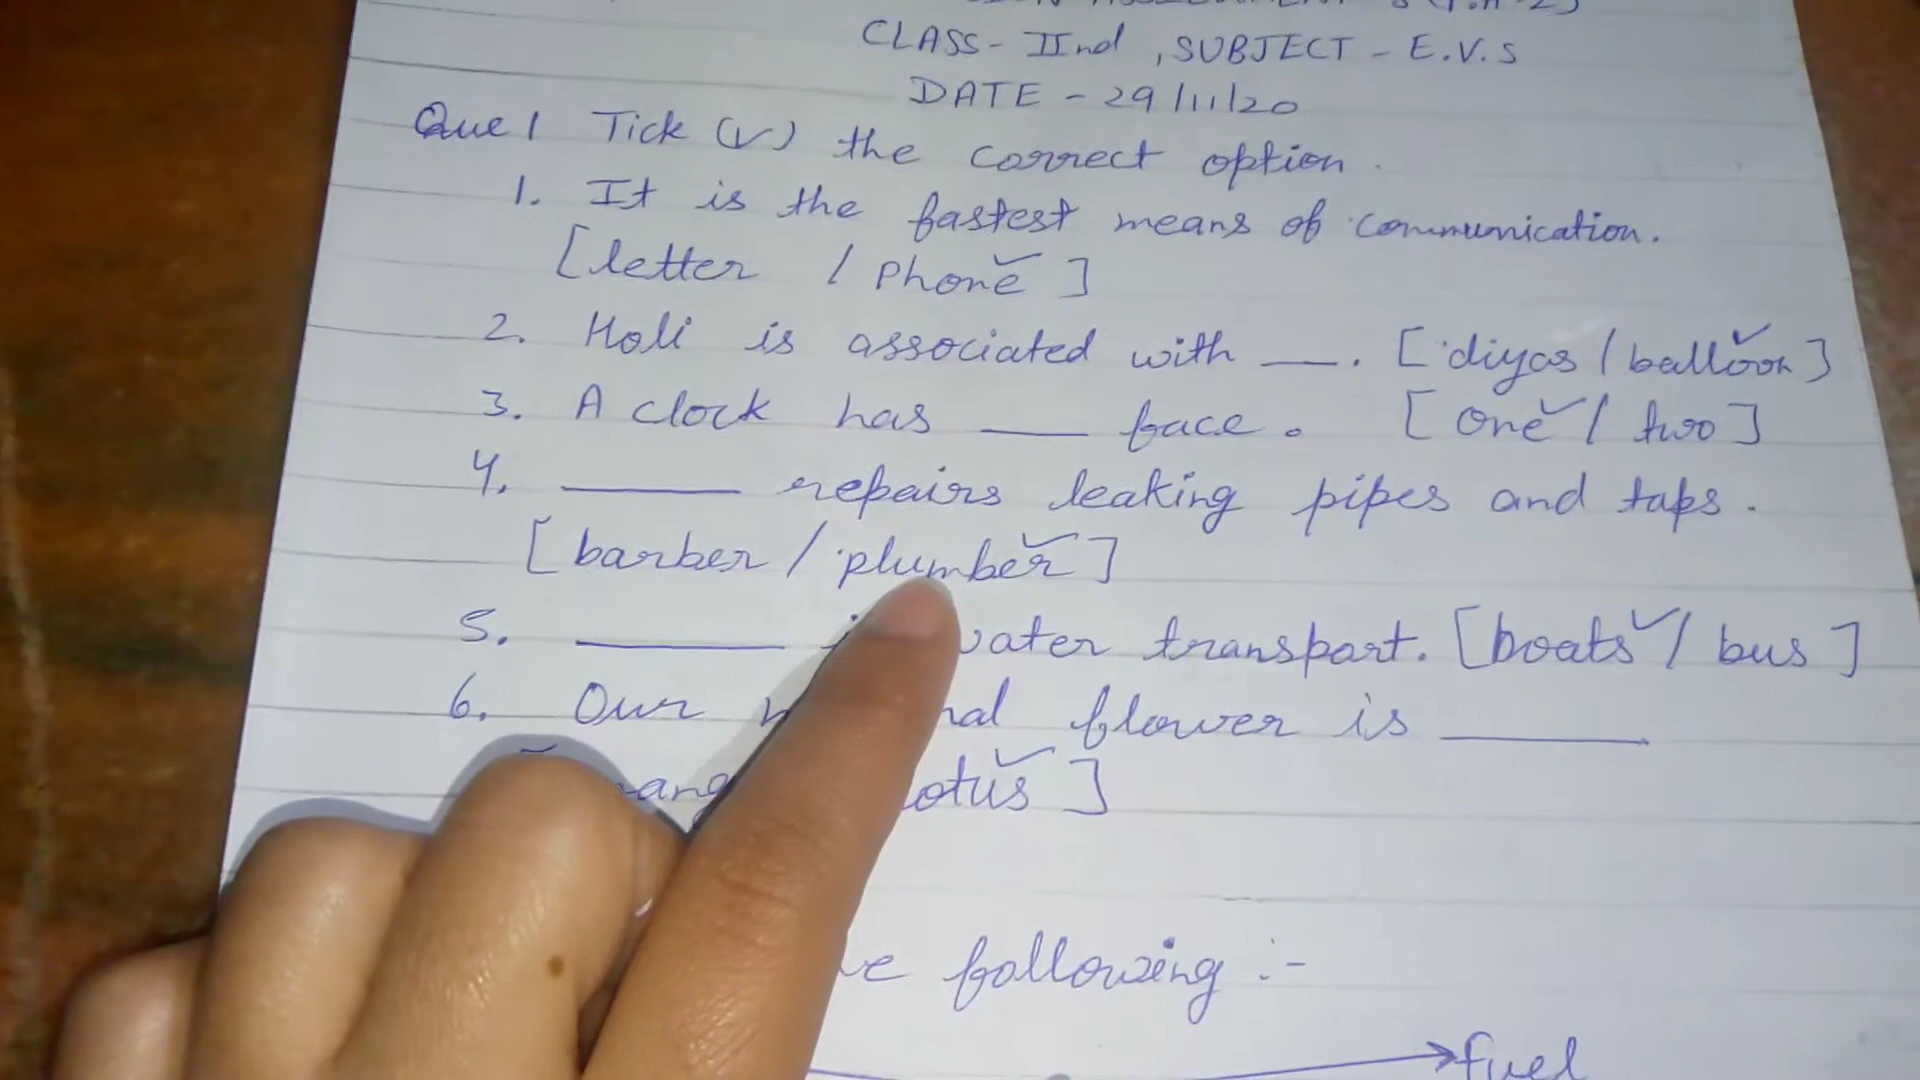 CLASS - IInd , SUBJECT - E.V.S
DATE - 29/11/20
Que 1 Tick (✓) the correct option.
1. It is the fastest means of communication.
[letter / Phone ✓]
2. Holi is associated with ___. [diyas / balloon ✓]
3. A clock has ___ face. [one ✓ / two]
4. ___ repairs leaking pipes and taps.
[barber / plumber ✓]
5. ___ water transport. [boats ✓ / bus]
6. Our flower is ___
✓]
following :-
→ fuel